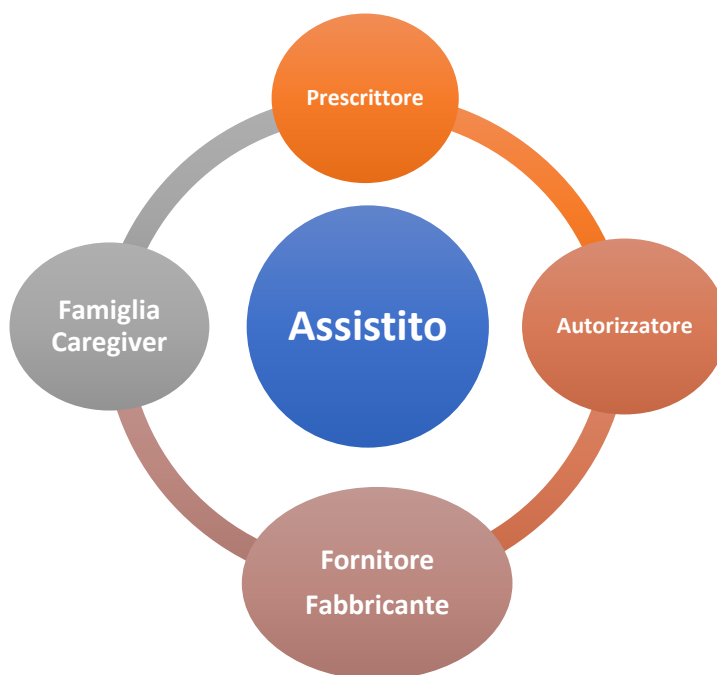 Prescrittore
Famiglia
Caregiver
Assistito
Autorizzatore
Fornitore
Fabbricante